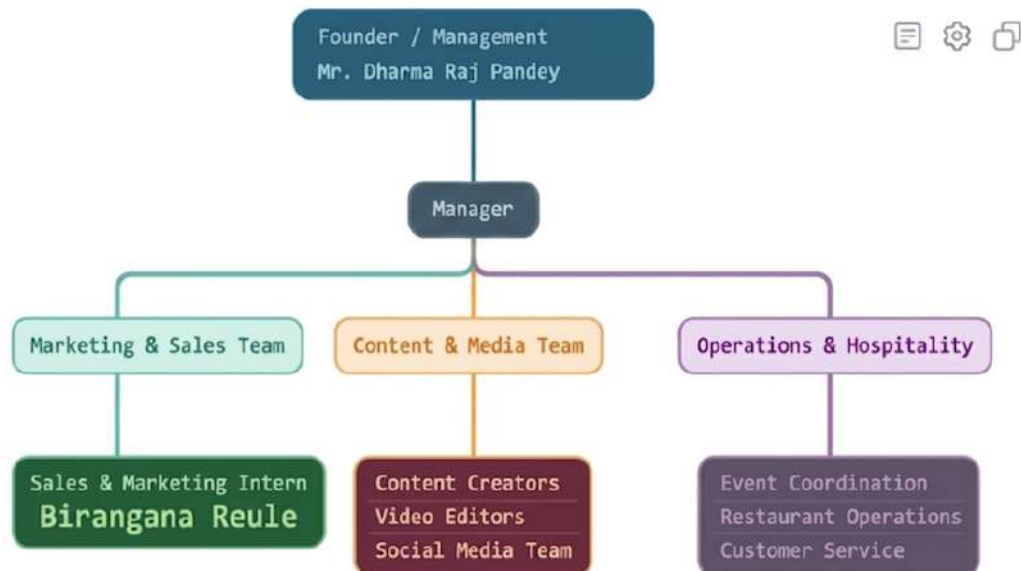 Founder / Management
Mr. Dharma Raj Pandey
Manager
Marketing & Sales Team
Content & Media Team
Operations & Hospitality
Sales & Marketing Intern
Birangana Reule
Content Creators
Video Editors
Social Media Team
Event Coordination
Restaurant Operations
Customer Service